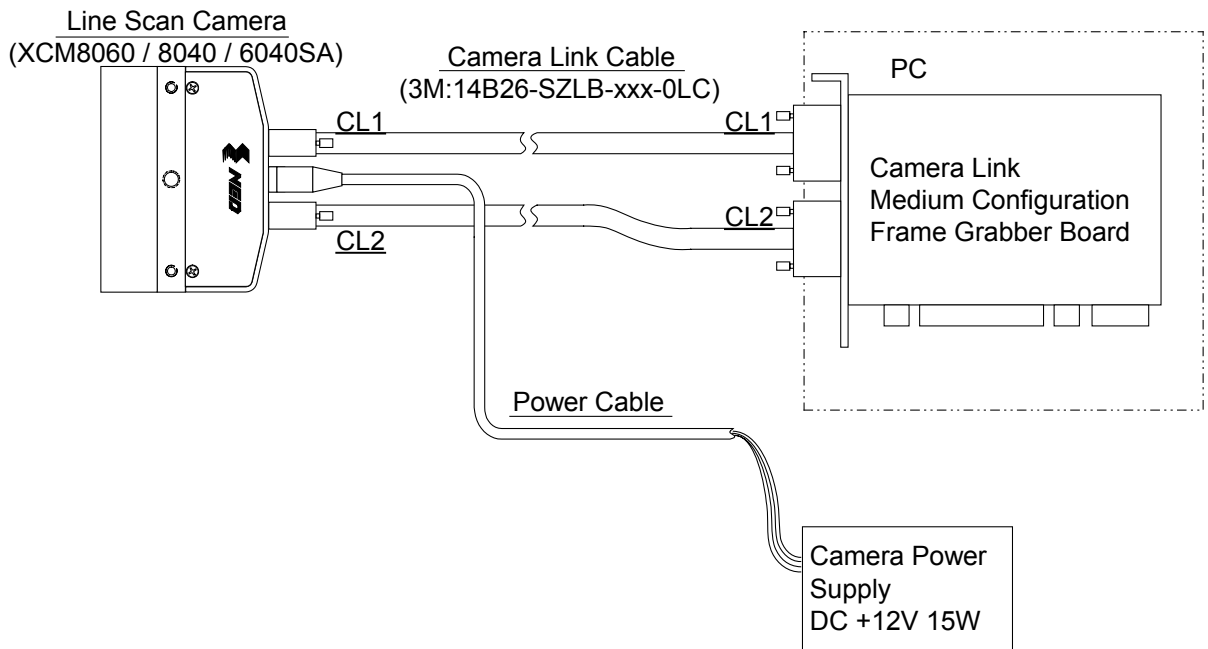 Line Scan Camera
(XCM8060 / 8040 / 6040SA)
Camera Link Cable
(3M:14B26-SZLB-xxx-0LC)
PC
CL1
CL1
NED
Camera Link
Medium Configuration
Frame Grabber Board
CL2
CL2
Power Cable
Camera Power
Supply
DC +12V 15W